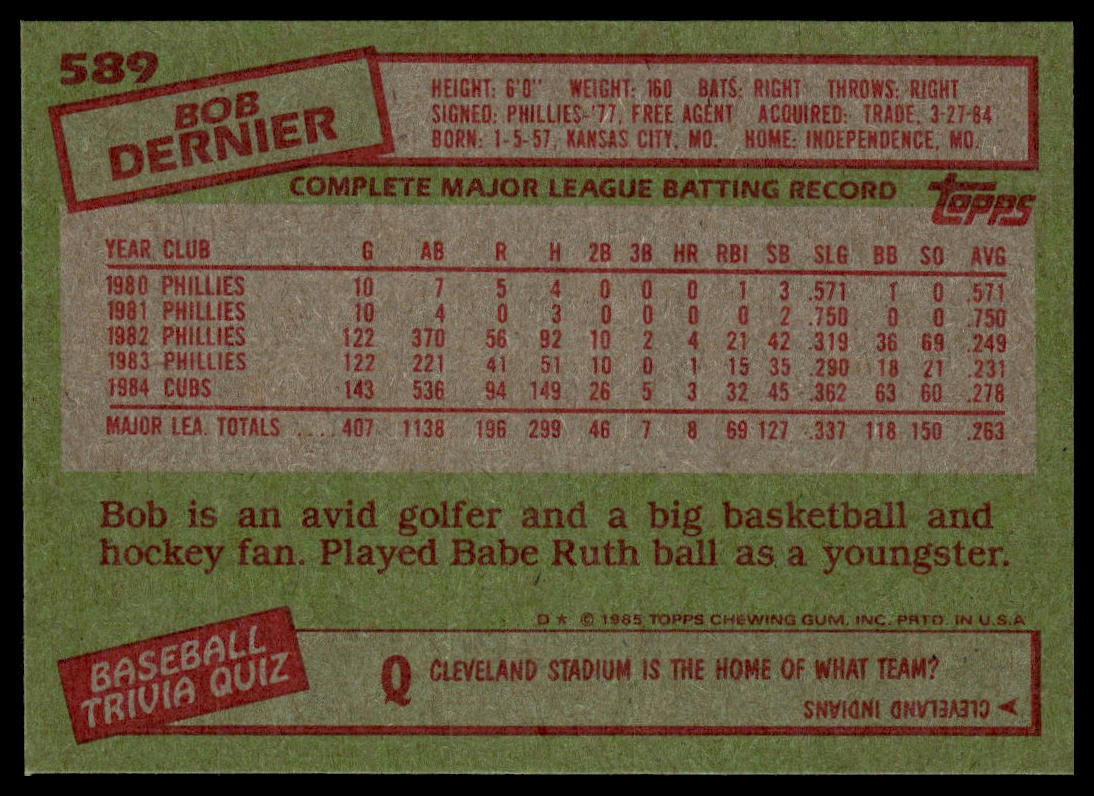 589
BOB
DERNIER
HEIGHT: 6'0" WEIGHT: 160 BATS: RIGHT THROWS: RIGHT
SIGNED: PHILLIES-'77, FREE AGENT ACQUIRED: TRADE, 3-27-84
BORN: 1-5-57, KANSAS CITY, MO. HOME: INDEPENDENCE, MO.
COMPLETE MAJOR LEAGUE BATTING RECORD
topps
YEAR CLUB G AB R H 2B 3B HR RBI SB SLG BB SO AVG
1980 PHILLIES 10 7 5 4 0 0 0 1 3 .571 1 0 .571
1981 PHILLIES 10 4 0 3 0 0 0 0 2 .750 0 0 .750
1982 PHILLIES 122 370 56 92 10 2 4 21 42 .319 36 69 .249
1983 PHILLIES 122 221 41 51 10 0 1 15 35 .290 18 21 .231
1984 CUBS 143 536 94 149 26 5 3 32 45 .362 63 60 .278
MAJOR LEA. TOTALS ..... 407 1138 196 299 46 7 8 69 127 .337 118 150 .263
Bob is an avid golfer and a big basketball and
hockey fan. Played Babe Ruth ball as a youngster.
D ★ © 1985 TOPPS CHEWING GUM, INC. PRTD. IN U.S.A
BASEBALL
TRIVIA QUIZ
Q CLEVELAND STADIUM IS THE HOME OF WHAT TEAM?
A CLEVELAND INDIANS